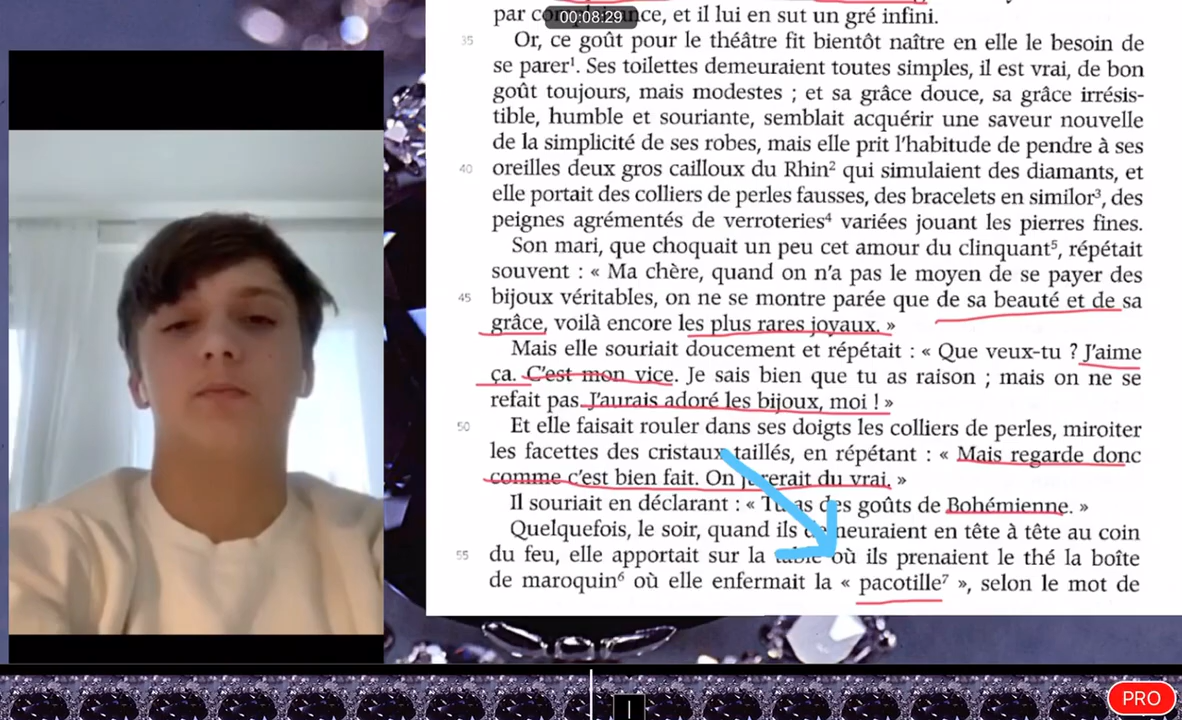 par ce, et il lui en sut un gré infini.
00:08:29
35 Or, ce goût pour le théâtre fit bientôt naître en elle le besoin de
se parer¹. Ses toilettes demeuraient toutes simples, il est vrai, de bon
goût toujours, mais modestes ; et sa grâce douce, sa grâce irrésis-
tible, humble et souriante, semblait acquérir une saveur nouvelle
de la simplicité de ses robes, mais elle prit l'habitude de pendre à ses
40 oreilles deux gros cailloux du Rhin² qui simulaient des diamants, et
elle portait des colliers de perles fausses, des bracelets en similor³, des
peignes agrémentés de verroteries⁴ variées jouant les pierres fines.
Son mari, que choquait un peu cet amour du clinquant⁵, répétait
souvent : « Ma chère, quand on n'a pas le moyen de se payer des
45 bijoux véritables, on ne se montre parée que de sa beauté et de sa
grâce, voilà encore les plus rares joyaux. »
Mais elle souriait doucement et répétait : « Que veux-tu ? J'aime
ça. C'est mon vice. Je sais bien que tu as raison ; mais on ne se
refait pas. J'aurais adoré les bijoux, moi ! »
50 Et elle faisait rouler dans ses doigts les colliers de perles, miroiter
les facettes des cristaux taillés, en répétant : « Mais regarde donc
comme c'est bien fait. On jurerait du vrai. »
Il souriait en déclarant : « Tu as des goûts de Bohémienne. »
Quelquefois, le soir, quand ils demeuraient en tête à tête au coin
55 du feu, elle apportait sur la table où ils prenaient le thé la boîte
de maroquin⁶ où elle enfermait la « pacotille⁷ », selon le mot de
PRO